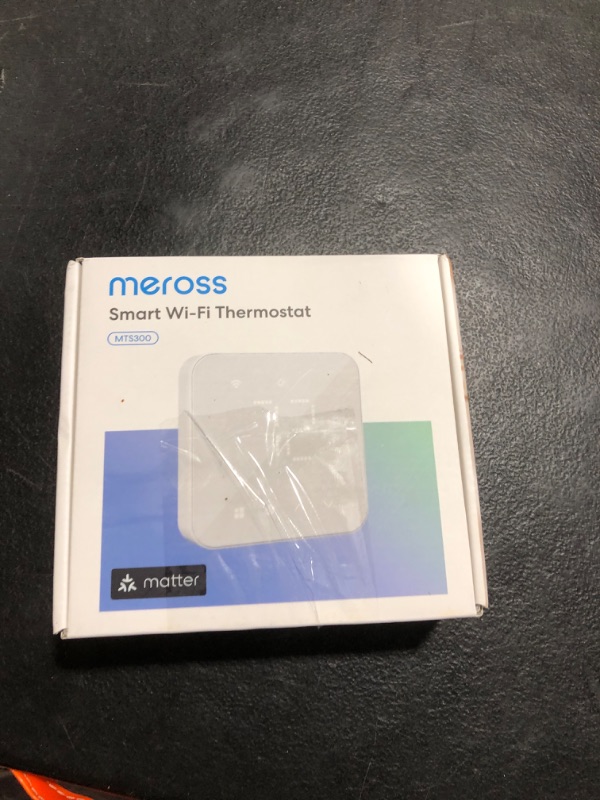 meross
Smart Wi-Fi Thermostat
MTS300
matter